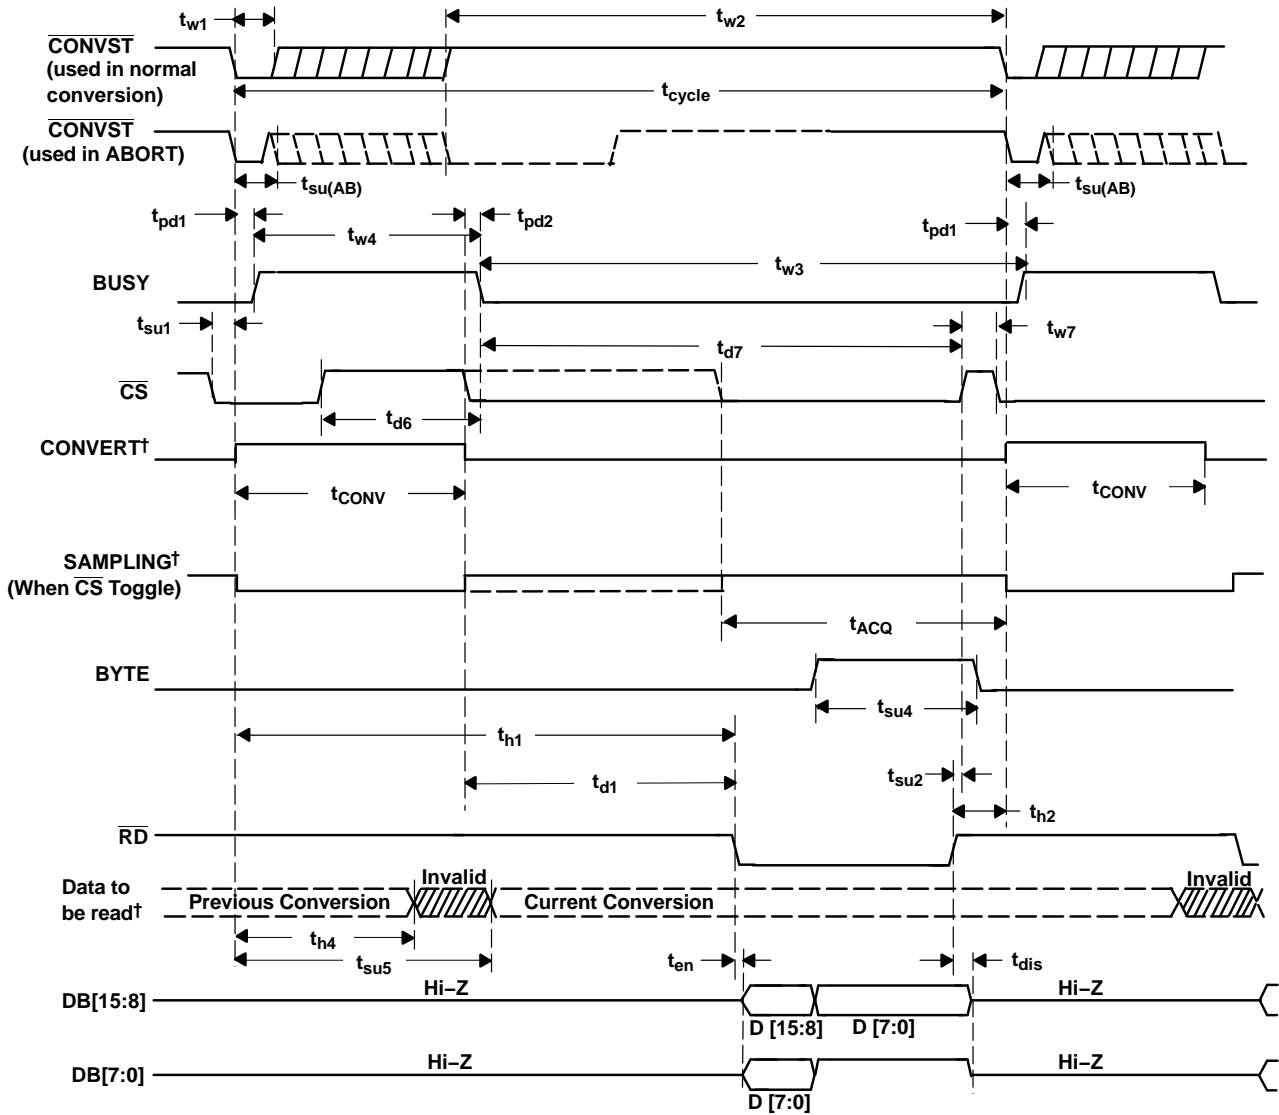 tw1
tw2
CONVST
(used in normal
conversion)
tcycle
CONVST
(used in ABORT)
tsu(AB)
tsu(AB)
tpd1
tw4
tpd2
tpd1
tw3
BUSY
tsu1
tw7
td7
CS
td6
CONVERT†
tCONV
tCONV
SAMPLING†
(When CS Toggle)
tACQ
BYTE
tsu4
th1
td1
tsu2
th2
RD
Data to
be read†
Invalid
Invalid
Previous Conversion
Current Conversion
th4
tsu5
ten
tdis
DB[15:8]
Hi–Z
Hi–Z
D [15:8]
D [7:0]
DB[7:0]
Hi–Z
Hi–Z
D [7:0]